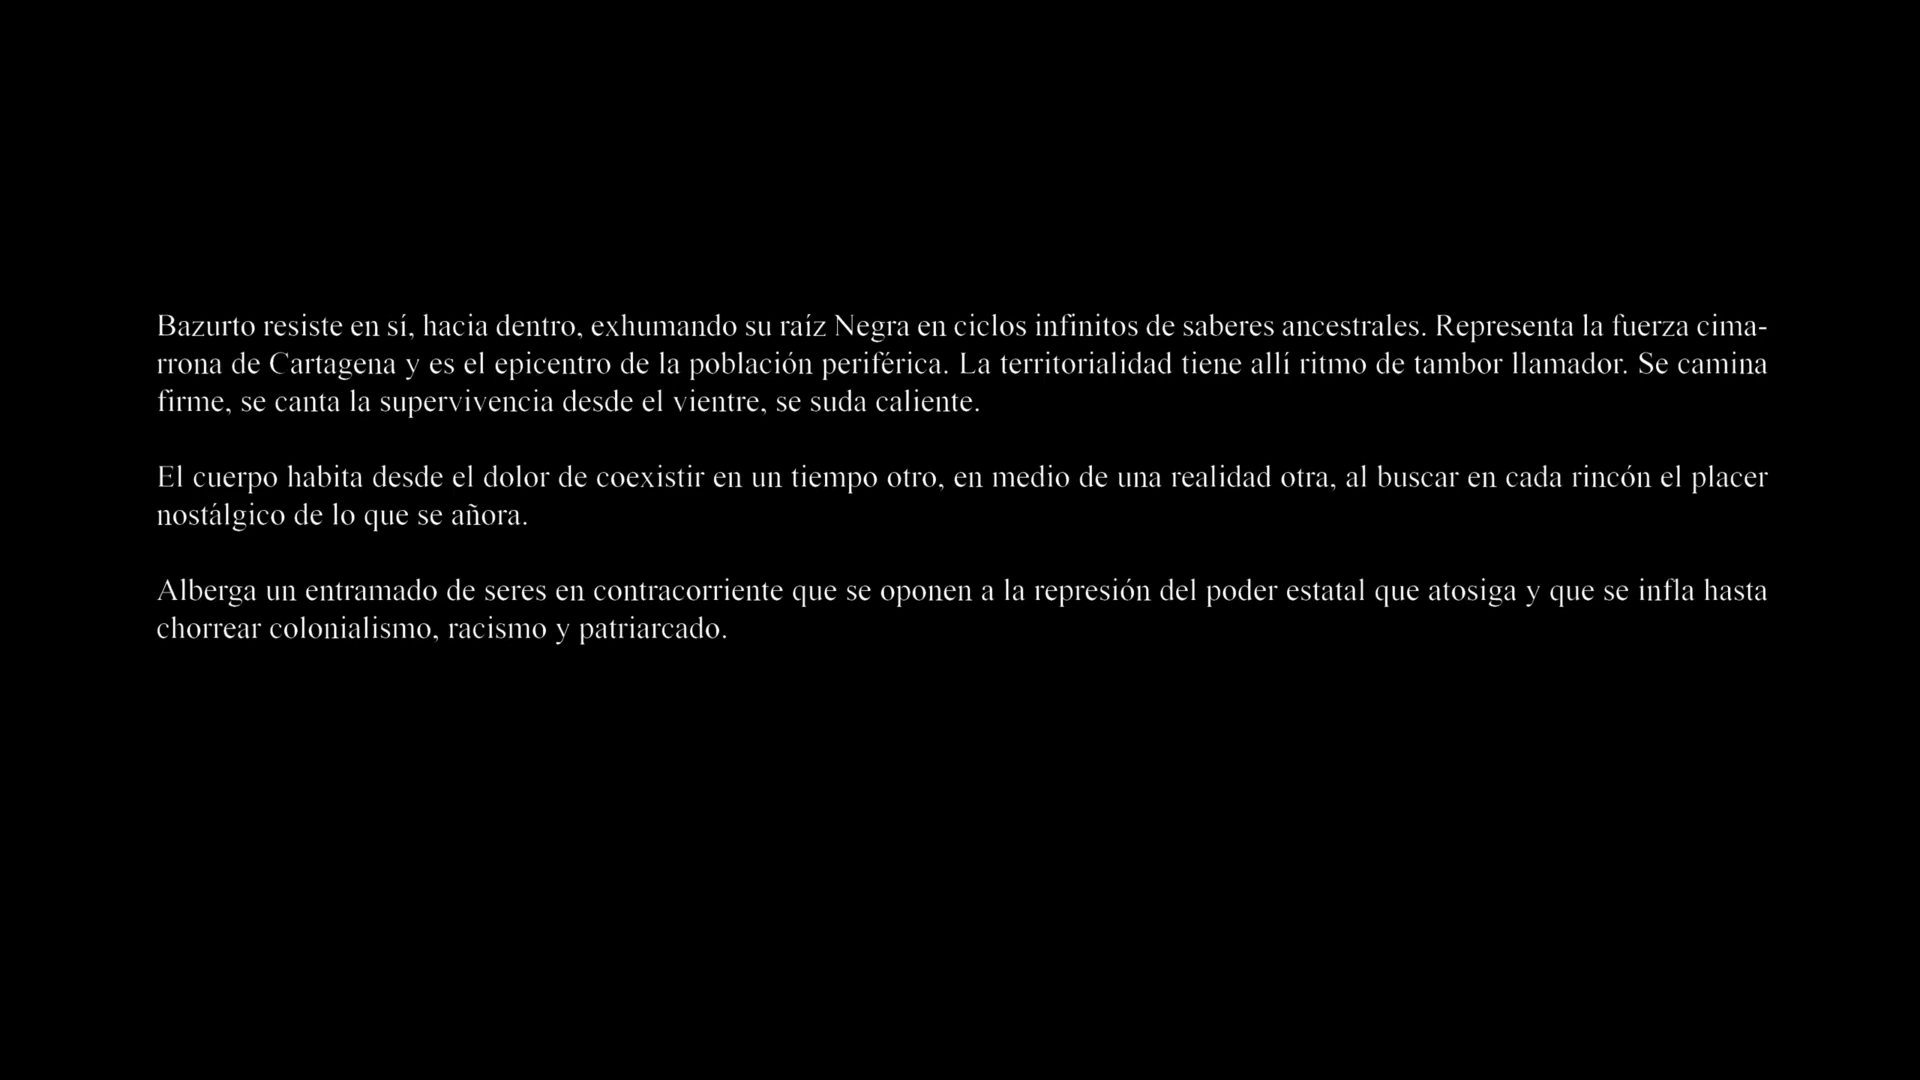 Bazurto resiste en sí, hacia dentro, exhumando su raíz Negra en ciclos infinitos de saberes ancestrales. Representa la fuerza cima-
rrona de Cartagena y es el epicentro de la población periférica. La territorialidad tiene allí ritmo de tambor llamador. Se camina
firme, se canta la supervivencia desde el vientre, se suda caliente.
El cuerpo habita desde el dolor de coexistir en un tiempo otro, en medio de una realidad otra, al buscar en cada rincón el placer
nostálgico de lo que se añora.
Alberga un entramado de seres en contracorriente que se oponen a la represión del poder estatal que atosiga y que se infla hasta
chorrear colonialismo, racismo y patriarcado.